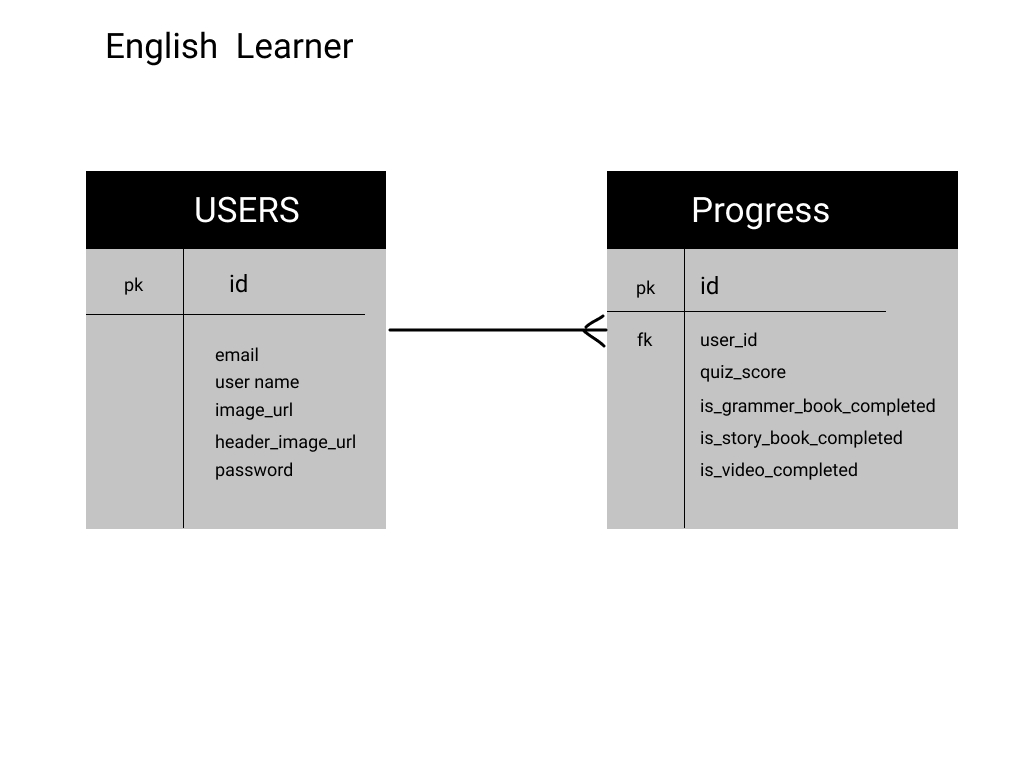 English Learner
USERS
pk id
email
user name
image_url
header_image_url
password
Progress
pk id
fk user_id
quiz_score
is_grammer_book_completed
is_story_book_completed
is_video_completed